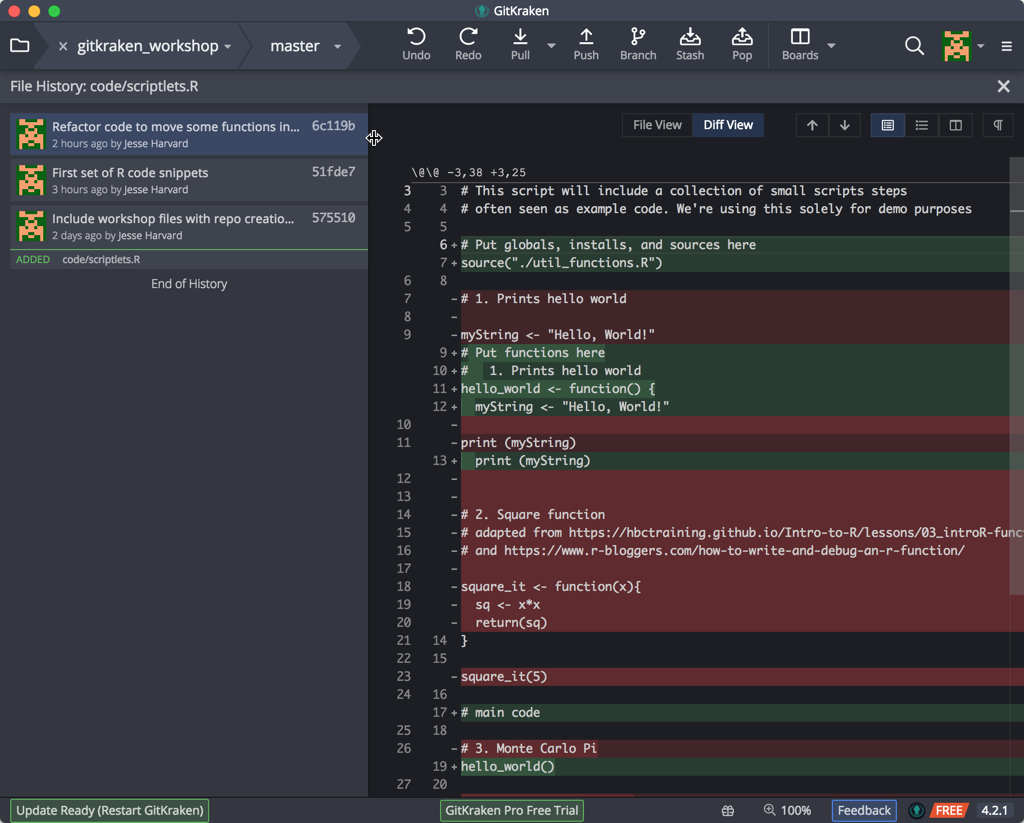 GitKraken
gitkraken_workshop
master
Undo
Redo
Pull
Push
Branch
Stash
Pop
Boards
File History: code/scriptlets.R
Refactor code to move some functions in... 6c119b
2 hours ago by Jesse Harvard
First set of R code snippets 51fde7
3 hours ago by Jesse Harvard
Include workshop files with repo creatio... 575510
2 days ago by Jesse Harvard
ADDED code/scriptlets.R
End of History
File View Diff View
\@\@ -3,38 +3,25
3 3 # This script will include a collection of small scripts steps
4 4 # often seen as example code. We're using this solely for demo purposes
5 5
6 + # Put globals, installs, and sources here
7 + source("./util_functions.R")
6 8
7 - # 1. Prints hello world
8 -
9 - myString <- "Hello, World!"
9 + # Put functions here
10 + #   1. Prints hello world
11 + hello_world <- function() {
12 +   myString <- "Hello, World!"
10 -
11 - print (myString)
13 +   print (myString)
12 -
13 -
14 - # 2. Square function
15 - # adapted from https://hbctraining.github.io/Intro-to-R/lessons/03_introR-func
16 - # and https://www.r-bloggers.com/how-to-write-and-debug-an-r-function/
17 -
18 - square_it <- function(x){
19 -   sq <- x*x
20 -   return(sq)
21 14 }
22 15
23 - square_it(5)
24 16
17 + # main code
25 18
26 - # 3. Monte Carlo Pi
19 + hello_world()
27 20
Update Ready (Restart GitKraken)
GitKraken Pro Free Trial
100%
Feedback
FREE
4.2.1